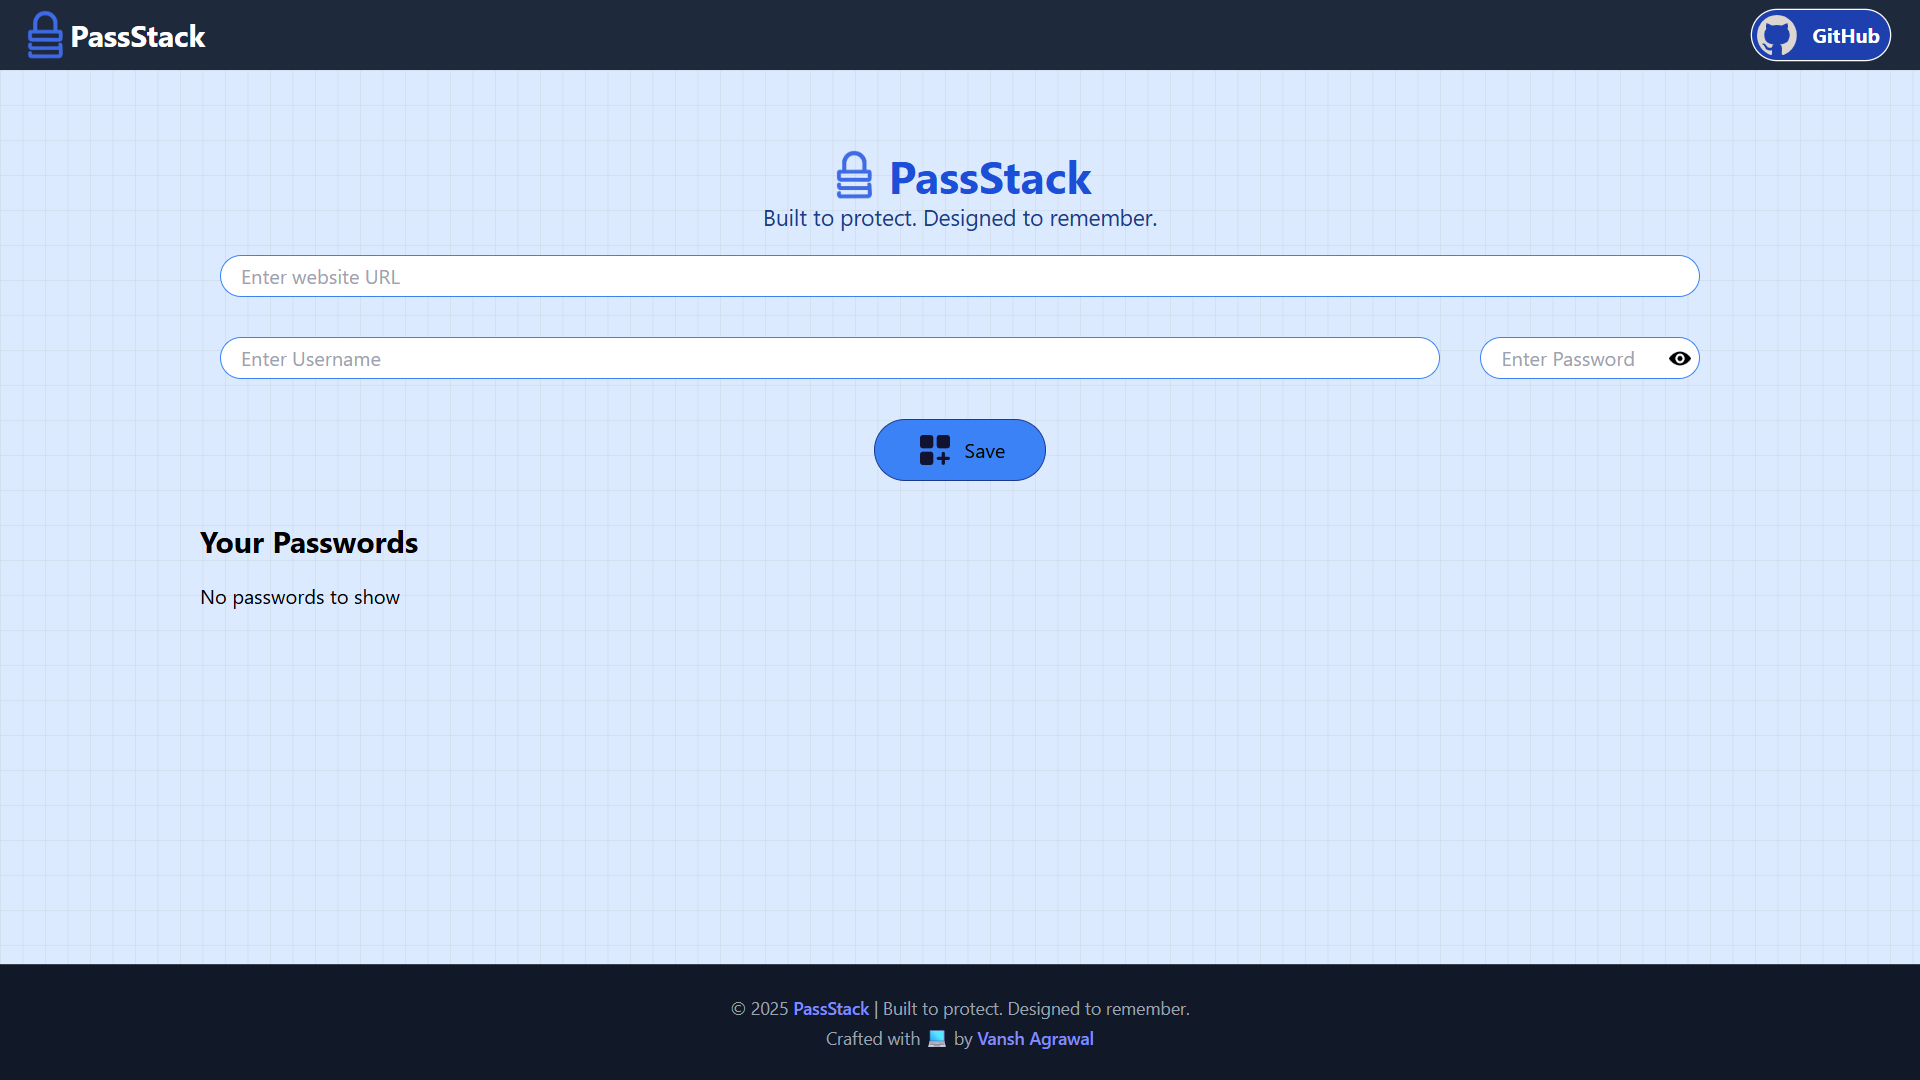 PassStack
GitHub
PassStack
Built to protect. Designed to remember.
Enter website URL
Enter Username
Enter Password
Save
Your Passwords
No passwords to show
© 2025 PassStack | Built to protect. Designed to remember.
Crafted with 💻 by Vansh Agrawal